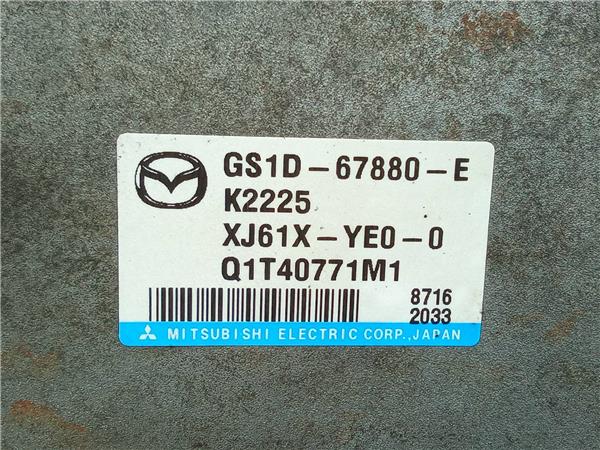 GS1D-67880-E
K2225
XJ61X-YE0-0
Q1T40771M1
8716
2033
MITSUBISHI ELECTRIC CORP., JAPAN